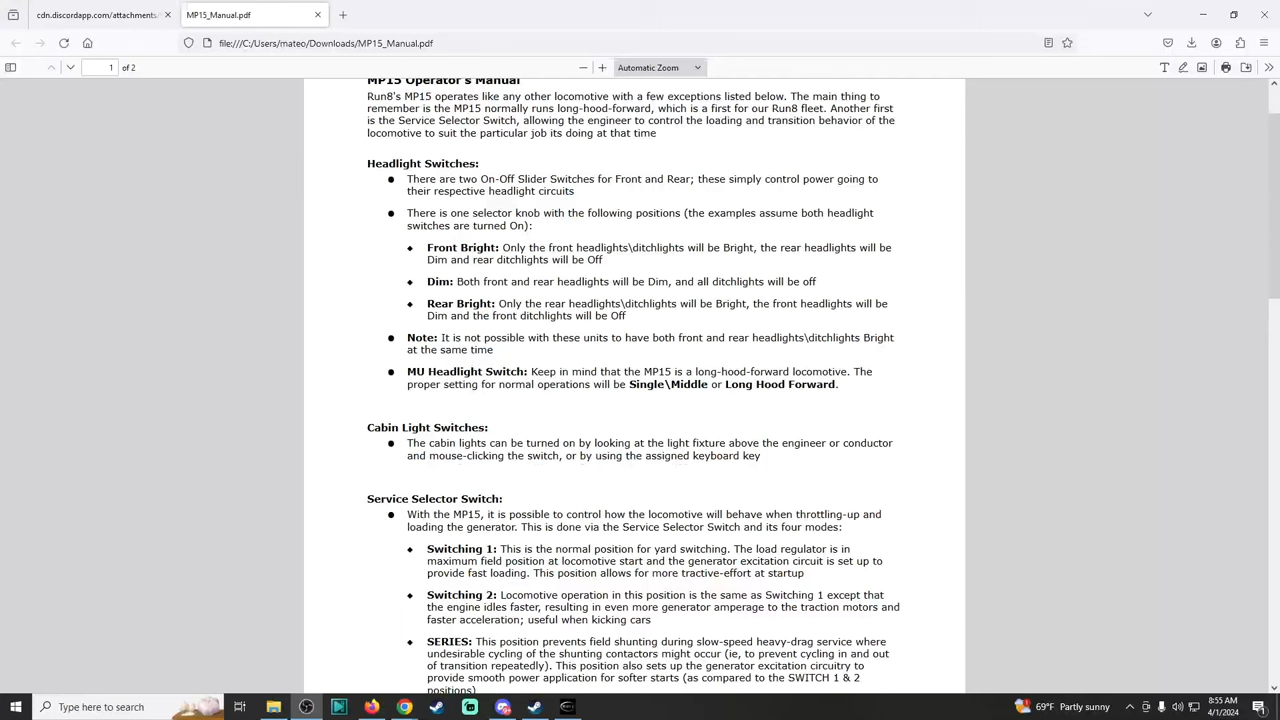 cdn.discordapp.com/attachments/
MP15_Manual.pdf
file:///C:/Users/mateo/Downloads/MP15_Manual.pdf
1 of 2
Automatic Zoom
MP15 Operator's Manual
Run8's MP15 operates like any other locomotive with a few exceptions listed below. The main thing to
remember is the MP15 normally runs long-hood-forward, which is a first for our Run8 fleet. Another first
is the Service Selector Switch, allowing the engineer to control the loading and transition behavior of the
locomotive to suit the particular job its doing at that time
Headlight Switches:
● There are two On-Off Slider Switches for Front and Rear; these simply control power going to
their respective headlight circuits
● There is one selector knob with the following positions (the examples assume both headlight
switches are turned On):
◆ Front Bright: Only the front headlights\ditchlights will be Bright, the rear headlights will be
Dim and rear ditchlights will be Off
◆ Dim: Both front and rear headlights will be Dim, and all ditchlights will be off
◆ Rear Bright: Only the rear headlights\ditchlights will be Bright, the front headlights will be
Dim and the front ditchlights will be Off
● Note: It is not possible with these units to have both front and rear headlights\ditchlights Bright
at the same time
● MU Headlight Switch: Keep in mind that the MP15 is a long-hood-forward locomotive. The
proper setting for normal operations will be Single\Middle or Long Hood Forward.
Cabin Light Switches:
● The cabin lights can be turned on by looking at the light fixture above the engineer or conductor
and mouse-clicking the switch, or by using the assigned keyboard key
Service Selector Switch:
● With the MP15, it is possible to control how the locomotive will behave when throttling-up and
loading the generator. This is done via the Service Selector Switch and its four modes:
◆ Switching 1: This is the normal position for yard switching. The load regulator is in
maximum field position at locomotive start and the generator excitation circuit is set up to
provide fast loading. This position allows for more tractive-effort at startup
◆ Switching 2: Locomotive operation in this position is the same as Switching 1 except that
the engine idles faster, resulting in even more generator amperage to the traction motors and
faster acceleration; useful when kicking cars
◆ SERIES: This position prevents field shunting during slow-speed heavy-drag service where
undesirable cycling of the shunting contactors might occur (ie, to prevent cycling in and out
of transition repeatedly). This position also sets up the generator excitation circuitry to
provide smooth power application for softer starts (as compared to the SWITCH 1 & 2
positions)
Type here to search
69°F Partly sunny
8:55 AM
4/1/2024